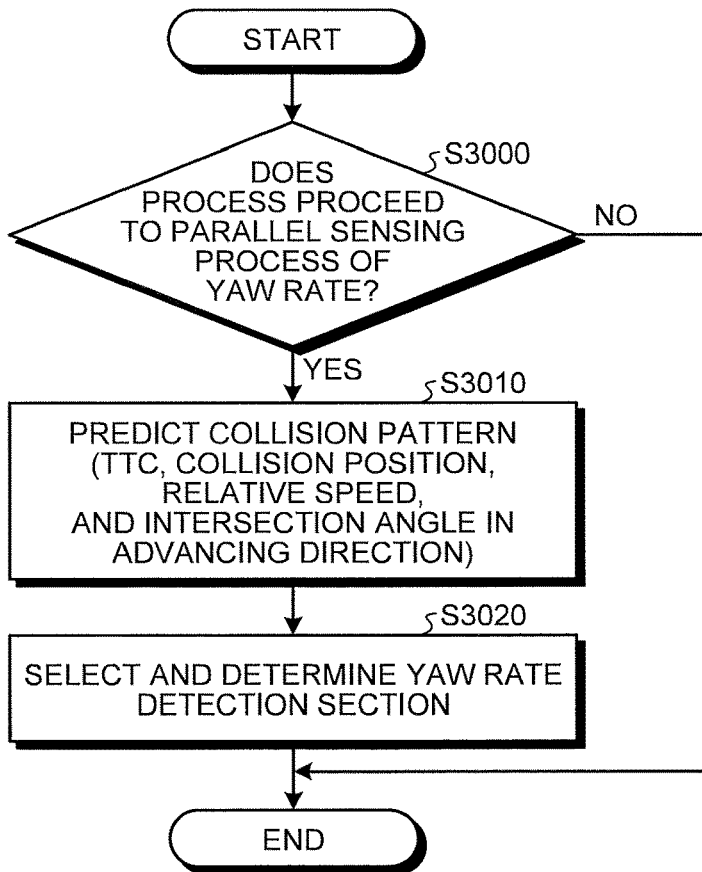 START
S3000
DOES
PROCESS PROCEED
TO PARALLEL SENSING
PROCESS OF
YAW RATE?
NO
YES
S3010
PREDICT COLLISION PATTERN
(TTC, COLLISION POSITION,
RELATIVE SPEED,
AND INTERSECTION ANGLE IN
ADVANCING DIRECTION)
S3020
SELECT AND DETERMINE YAW RATE
DETECTION SECTION
END